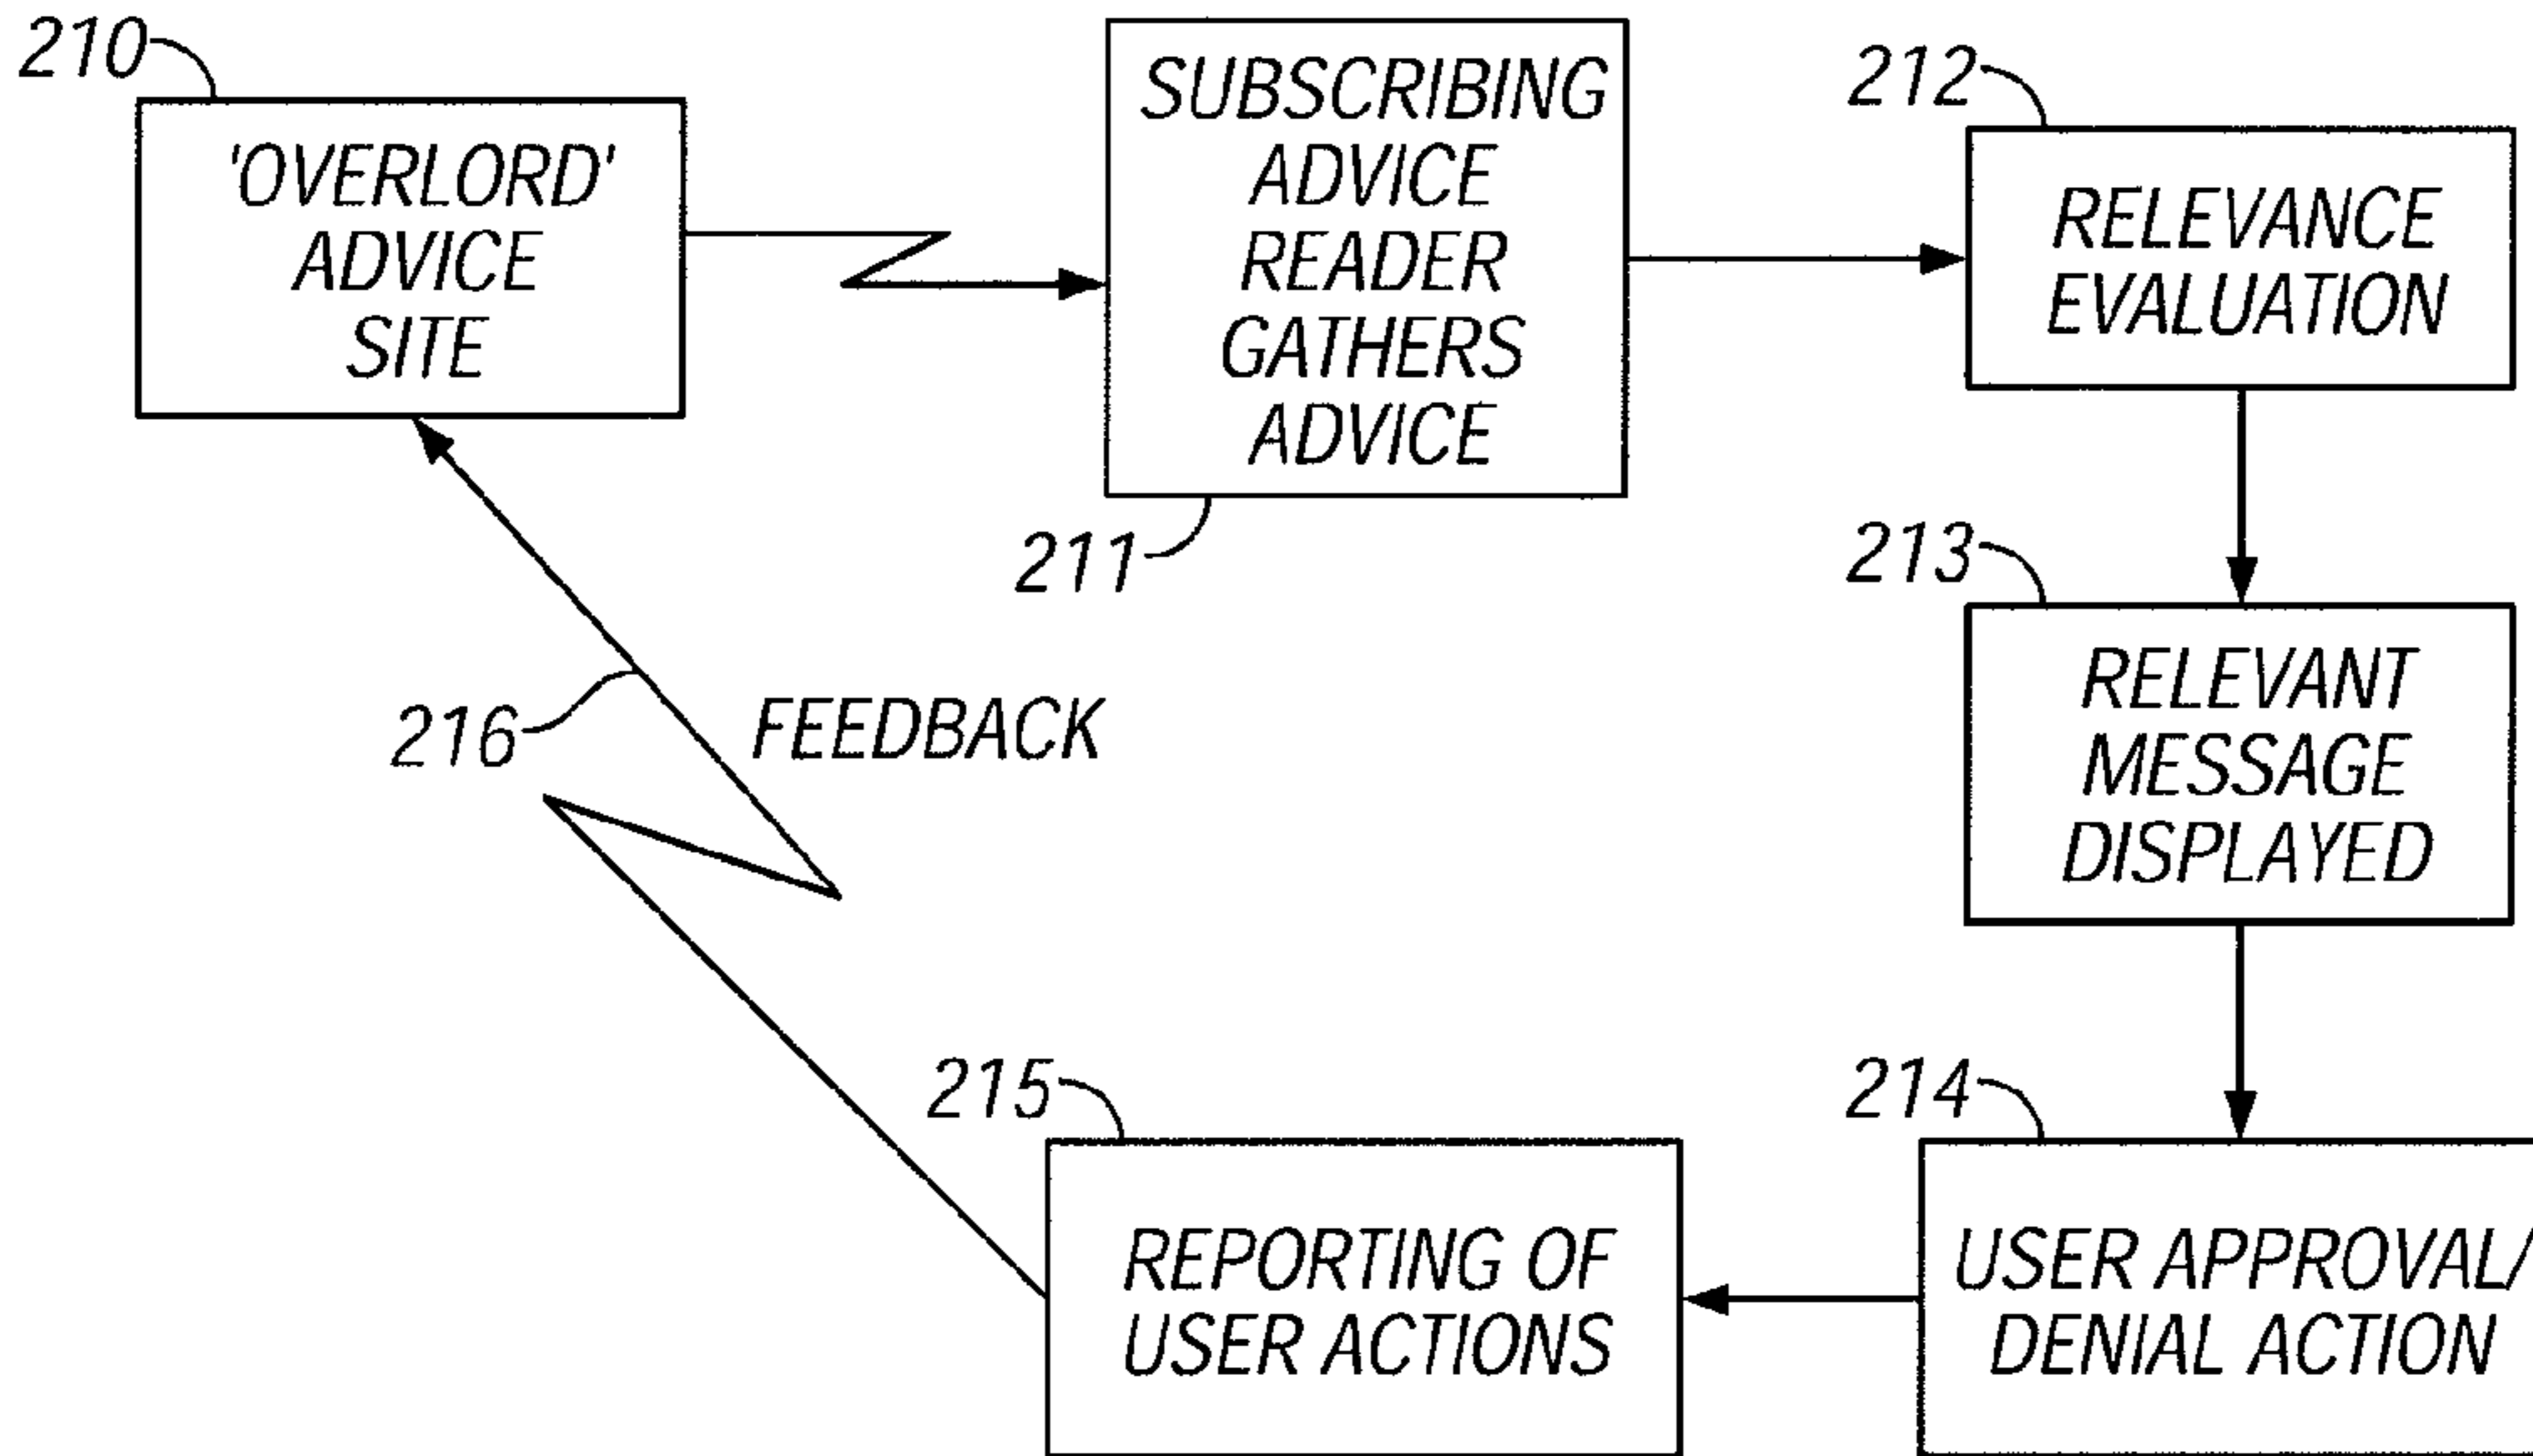 210
'OVERLORD'
ADVICE
SITE
SUBSCRIBING
ADVICE
READER
GATHERS
ADVICE
211
212
RELEVANCE
EVALUATION
213
RELEVANT
MESSAGE
DISPLAYED
214
USER APPROVAL/
DENIAL ACTION
215
REPORTING OF
USER ACTIONS
216
FEEDBACK